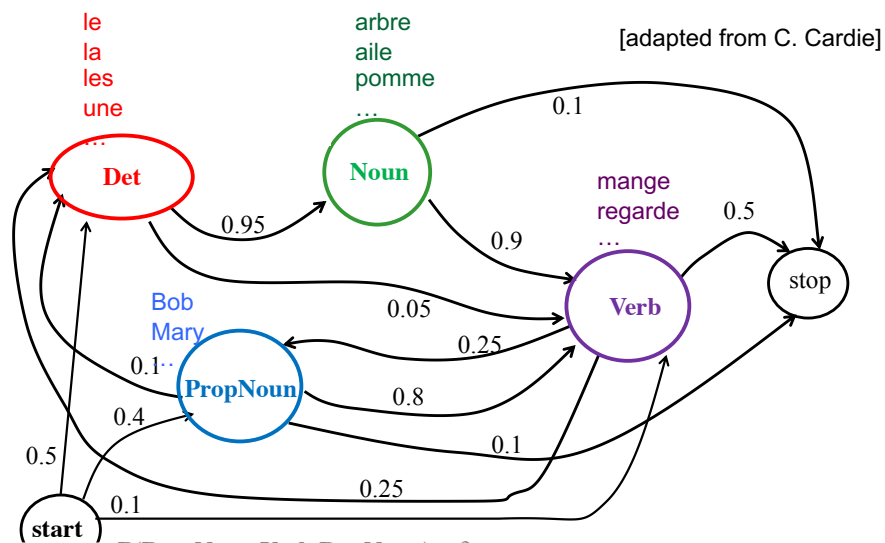 le
la
les
une
…
arbre
aile
pomme
…
[adapted from C. Cardie]
0.1
Det
Noun
mange
regarde
…
0.5
0.95
0.9
stop
Bob
Mary
…
0.05
Verb
0.25
0.1
PropNoun
0.8
0.4
0.1
0.5
0.25
0.1
start